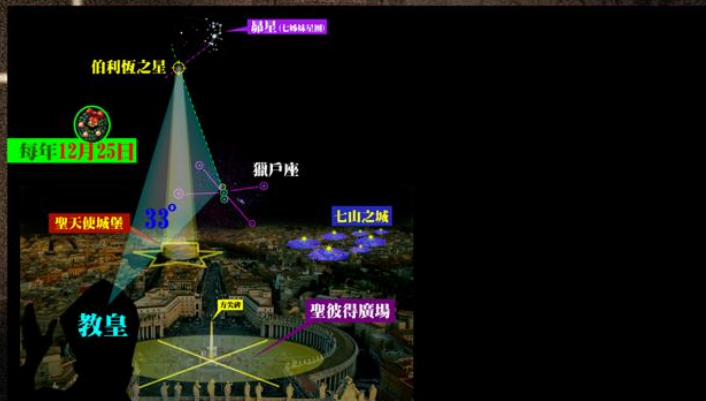 昴星(七姊妹星團)
伯利恆之星
每年12月25日
獵戶座
33°
聖天使城堡
七山之城
方尖碑
聖彼得廣場
教皇